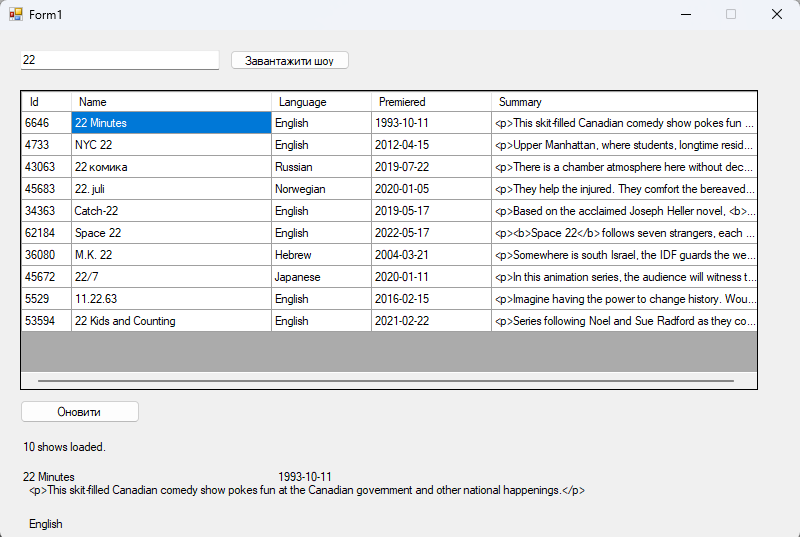 Form1
22
Завантажити шоу
Id Name Language Premiered Summary
6646 22 Minutes English 1993-10-11 <p>This skit-filled Canadian comedy show pokes fun ...
4733 NYC 22 English 2012-04-15 <p>Upper Manhattan, where students, longtime resid...
43063 22 комика Russian 2019-07-22 <p>There is a chamber atmosphere here without dec...
45683 22. juli Norwegian 2020-01-05 <p>They help the injured. They comfort the bereaved...
34363 Catch-22 English 2019-05-17 <p>Based on the acclaimed Joseph Heller novel, <b>...
62184 Space 22 English 2022-05-17 <p><b>Space 22</b> follows seven strangers, each ...
36080 M.K. 22 Hebrew 2004-03-21 <p>Somewhere is south Israel, the IDF guards the we...
45672 22/7 Japanese 2020-01-11 <p>In this animation series, the audience will witness t...
5529 11.22.63 English 2016-02-15 <p>Imagine having the power to change history. Wou...
53594 22 Kids and Counting English 2021-02-22 <p>Series following Noel and Sue Radford as they co...
Оновити
10 shows loaded.
22 Minutes 1993-10-11
<p>This skit-filled Canadian comedy show pokes fun at the Canadian government and other national happenings.</p>
English